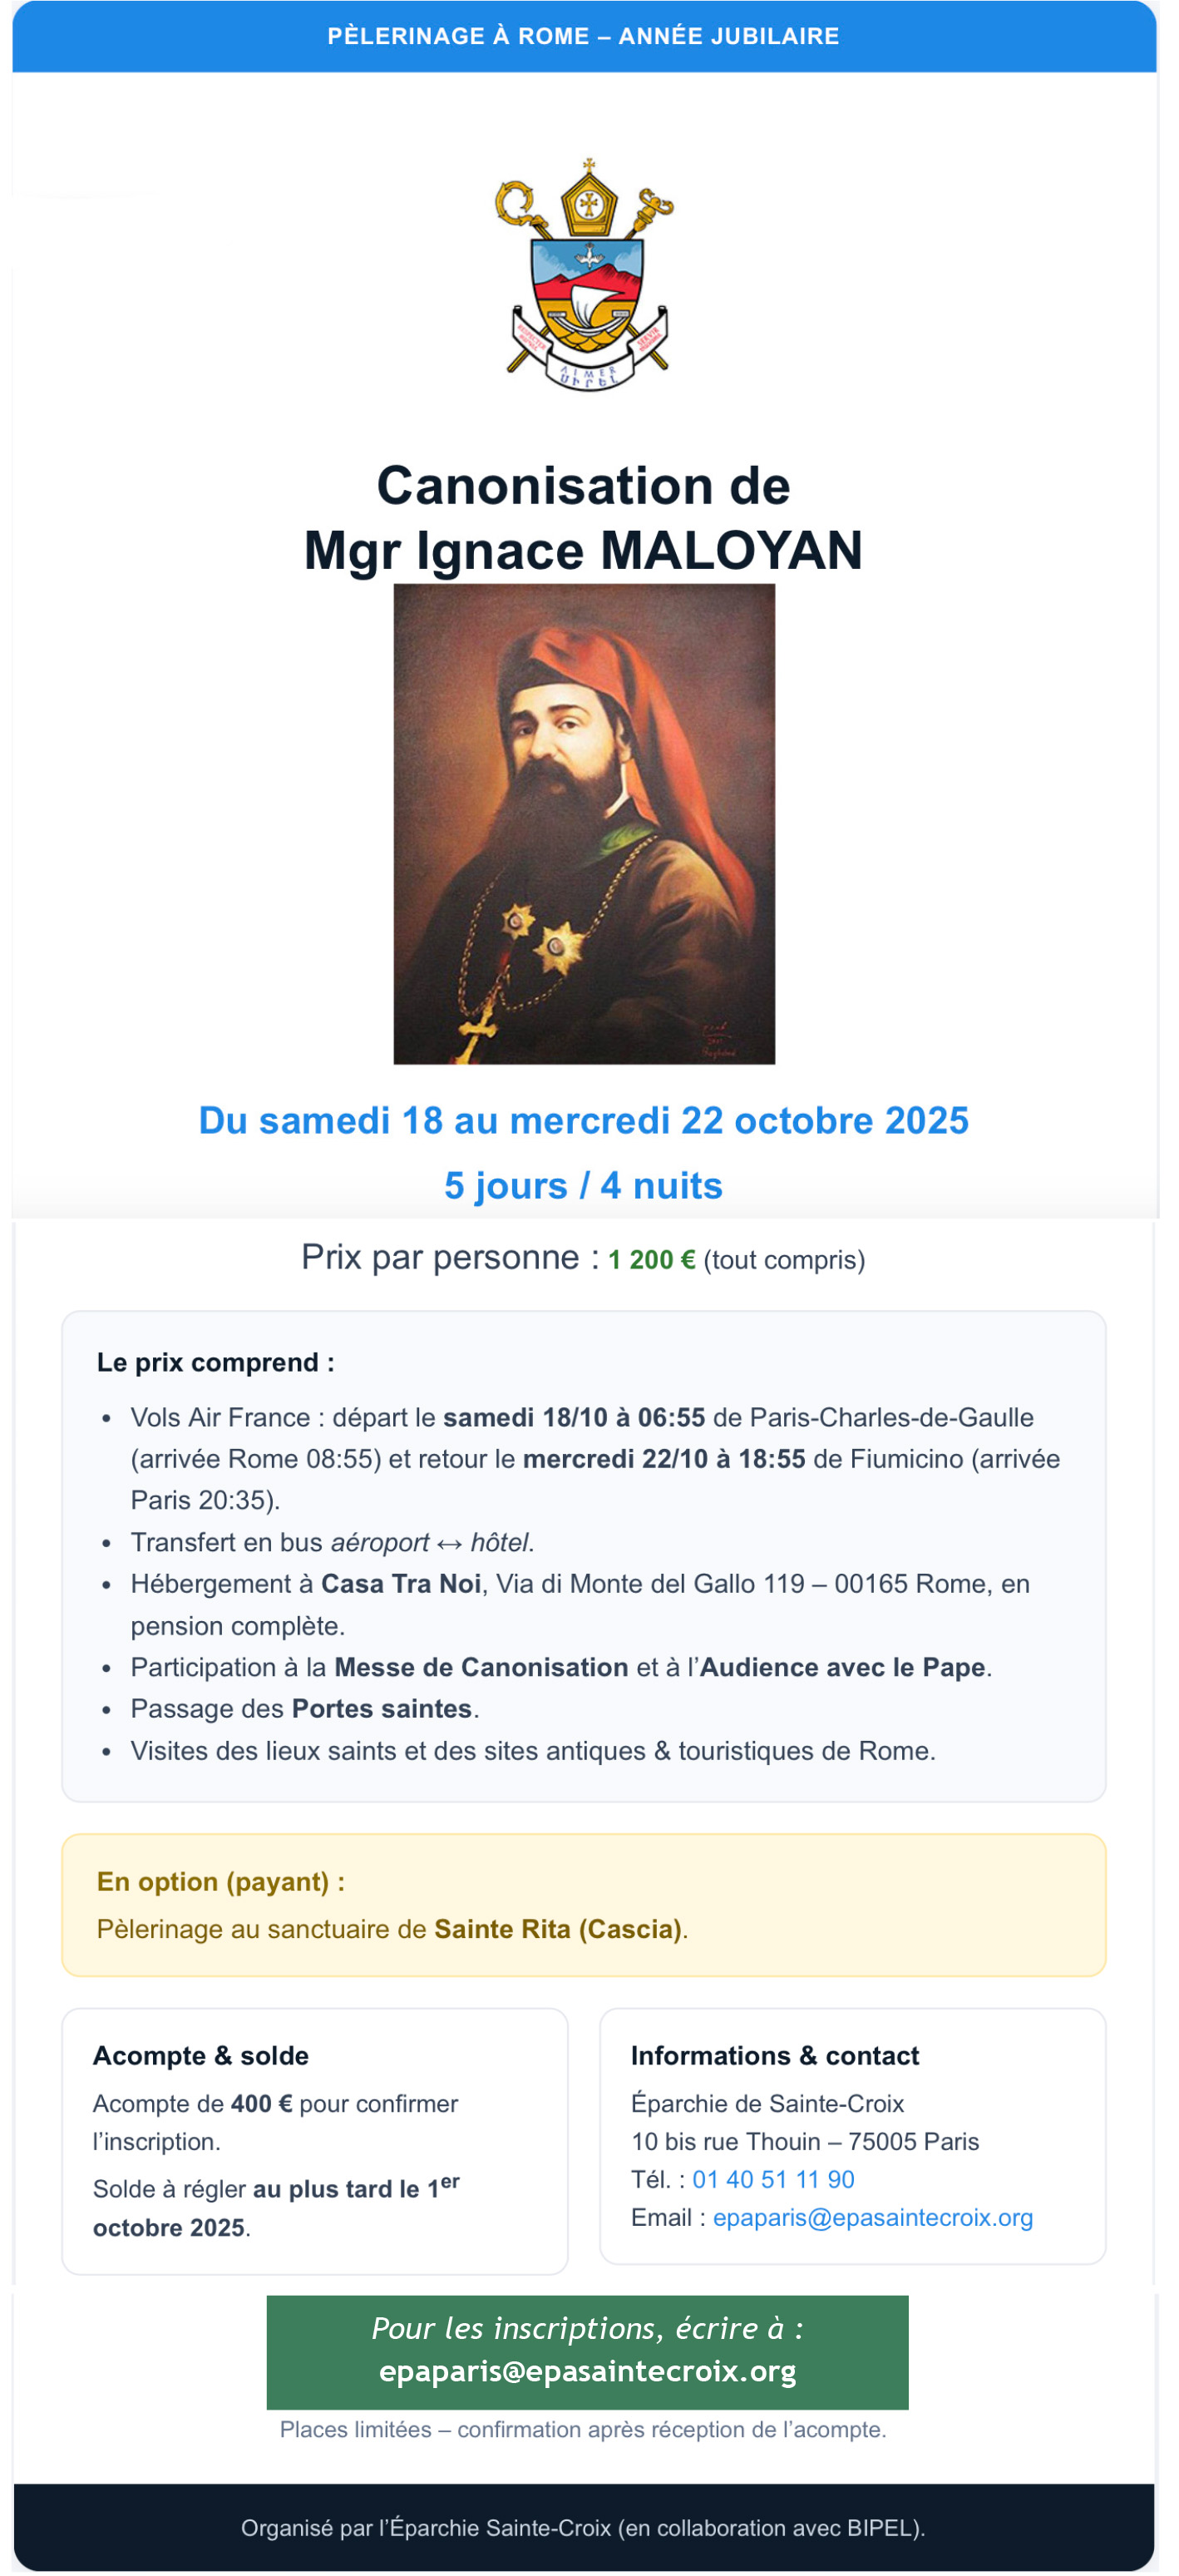 PÈLERINAGE À ROME – ANNÉE JUBILAIRE
AIMER
ՍԻՐԵԼ
SERVIR
Canonisation de
Mgr Ignace MALOYAN
Du samedi 18 au mercredi 22 octobre 2025
5 jours / 4 nuits
Prix par personne : 1 200 € (tout compris)
Le prix comprend :
• Vols Air France : départ le samedi 18/10 à 06:55 de Paris-Charles-de-Gaulle
(arrivée Rome 08:55) et retour le mercredi 22/10 à 18:55 de Fiumicino (arrivée
Paris 20:35).
• Transfert en bus aéroport ↔ hôtel.
• Hébergement à Casa Tra Noi, Via di Monte del Gallo 119 – 00165 Rome, en
pension complète.
• Participation à la Messe de Canonisation et à l’Audience avec le Pape.
• Passage des Portes saintes.
• Visites des lieux saints et des sites antiques & touristiques de Rome.
En option (payant) :
Pèlerinage au sanctuaire de Sainte Rita (Cascia).
Acompte & solde
Acompte de 400 € pour confirmer
l’inscription.
Solde à régler au plus tard le 1er
octobre 2025.
Informations & contact
Éparchie de Sainte-Croix
10 bis rue Thouin – 75005 Paris
Tél. : 01 40 51 11 90
Email : epaparis@epasaintecroix.org
Pour les inscriptions, écrire à :
epaparis@epasaintecroix.org
Places limitées – confirmation après réception de l’acompte.
Organisé par l’Éparchie Sainte-Croix (en collaboration avec BIPEL).